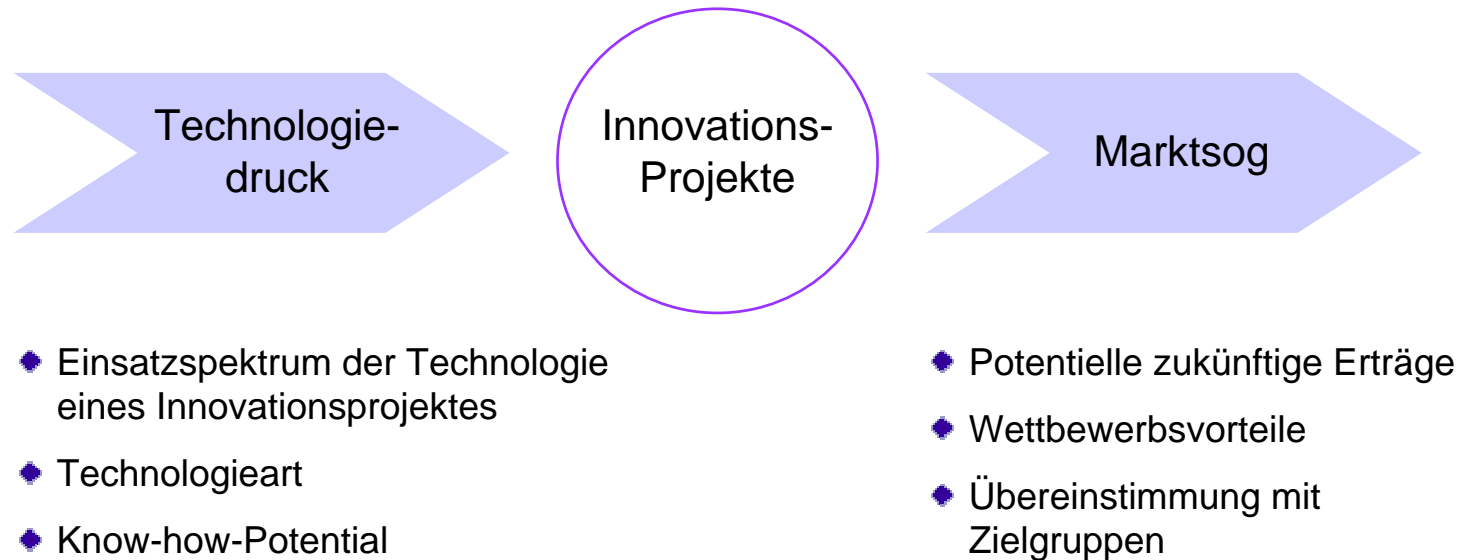 Technologie-
druck
Innovations-
Projekte
Marktsog
Einsatzspektrum der Technologie
eines Innovationsprojektes
Technologieart
Know-how-Potential
Potentielle zukünftige Erträge
Wettbewerbsvorteile
Übereinstimmung mit
Zielgruppen